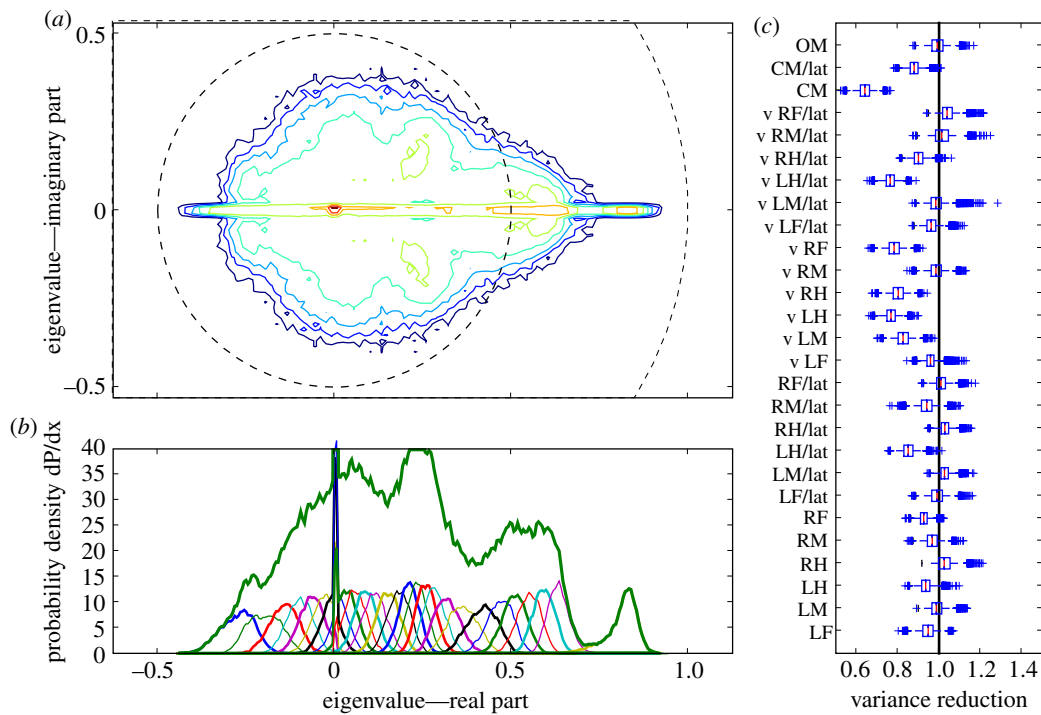 (a)
0.5
0
−0.5
eigenvalue—imaginary part
(b)
40
35
30
25
20
15
10
5
0
probability density dP/dx
−0.5
0
0.5
1.0
eigenvalue—real part
(c)
OM
CM/lat
CM
v RF/lat
v RM/lat
v RH/lat
v LH/lat
v LM/lat
v LF/lat
v RF
v RM
v RH
v LH
v LM
v LF
RF/lat
RM/lat
RH/lat
LH/lat
LM/lat
LF/lat
RF
RM
RH
LH
LM
LF
0.6 0.8 1.0 1.2 1.4
variance reduction